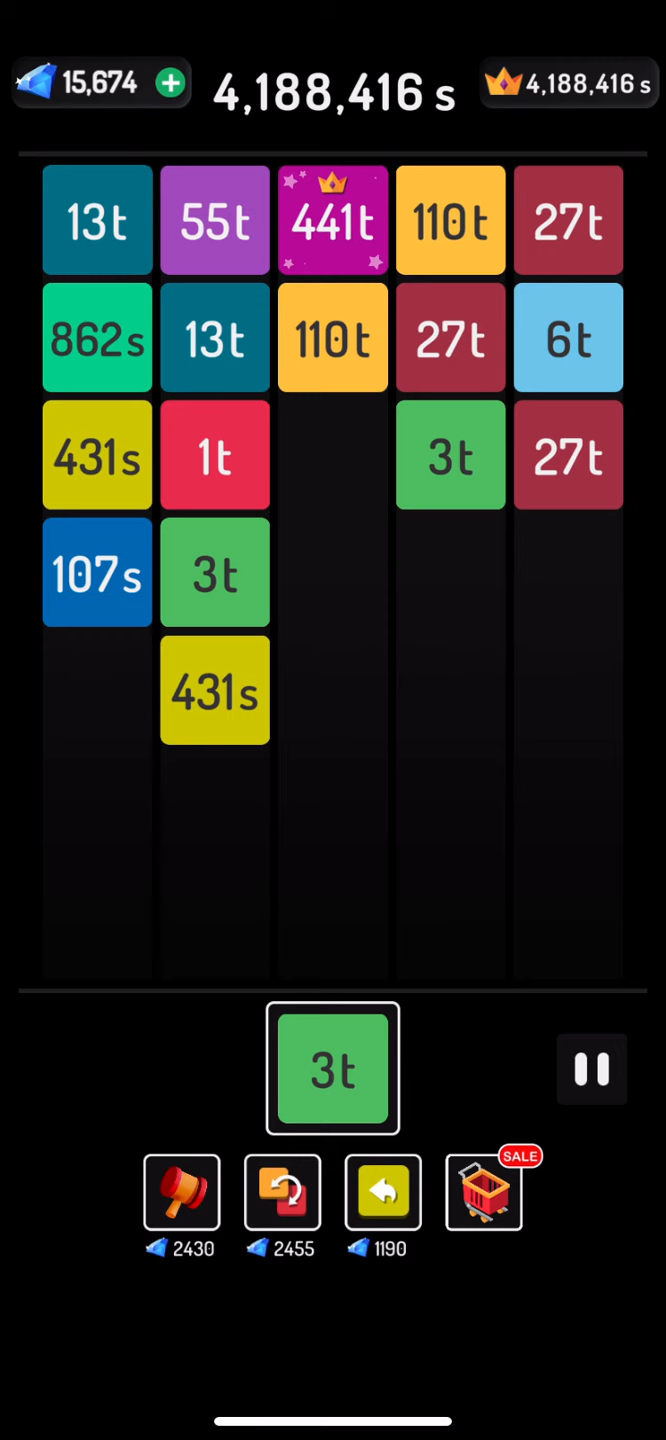 15,674
4,188,416 s
4,188,416 s
13t 55t 441t 110t 27t
862s 13t 110t 27t 6t
431s 1t 3t 27t
107s 3t
431s
3t
SALE
2430 2455 1190